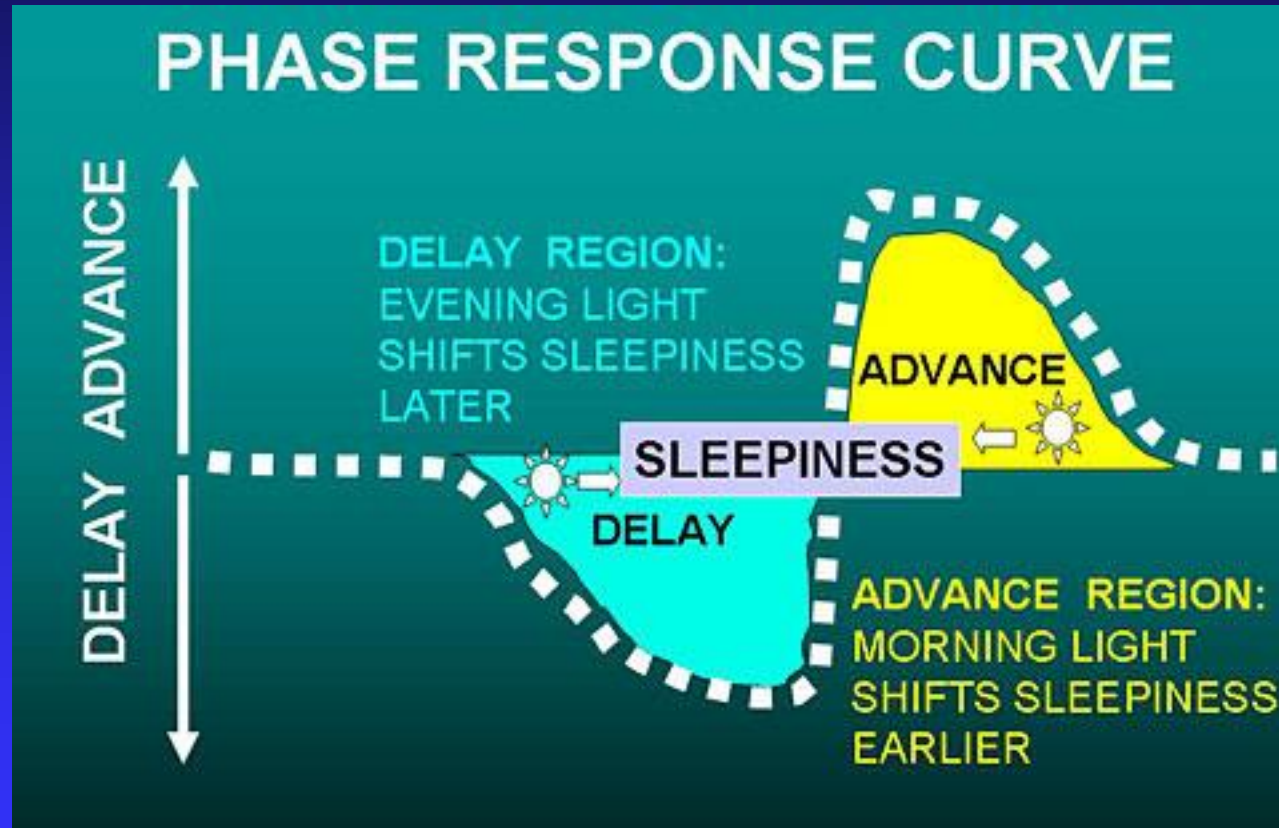 PHASE RESPONSE CURVE
DELAY ADVANCE
DELAY REGION:
EVENING LIGHT
SHIFTS SLEEPINESS
LATER
ADVANCE
SLEEPINESS
DELAY
ADVANCE REGION:
MORNING LIGHT
SHIFTS SLEEPINESS
EARLIER